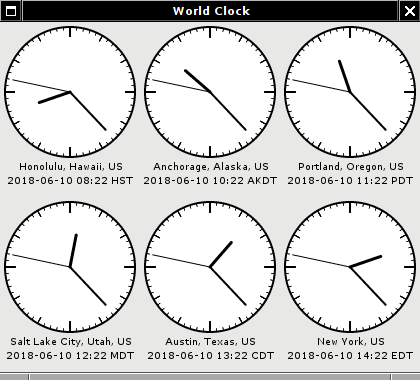 World Clock
Honolulu, Hawaii, US
2018-06-10 08:22 HST
Anchorage, Alaska, US
2018-06-10 10:22 AKDT
Portland, Oregon, US
2018-06-10 11:22 PDT
Salt Lake City, Utah, US
2018-06-10 12:22 MDT
Austin, Texas, US
2018-06-10 13:22 CDT
New York, US
2018-06-10 14:22 EDT